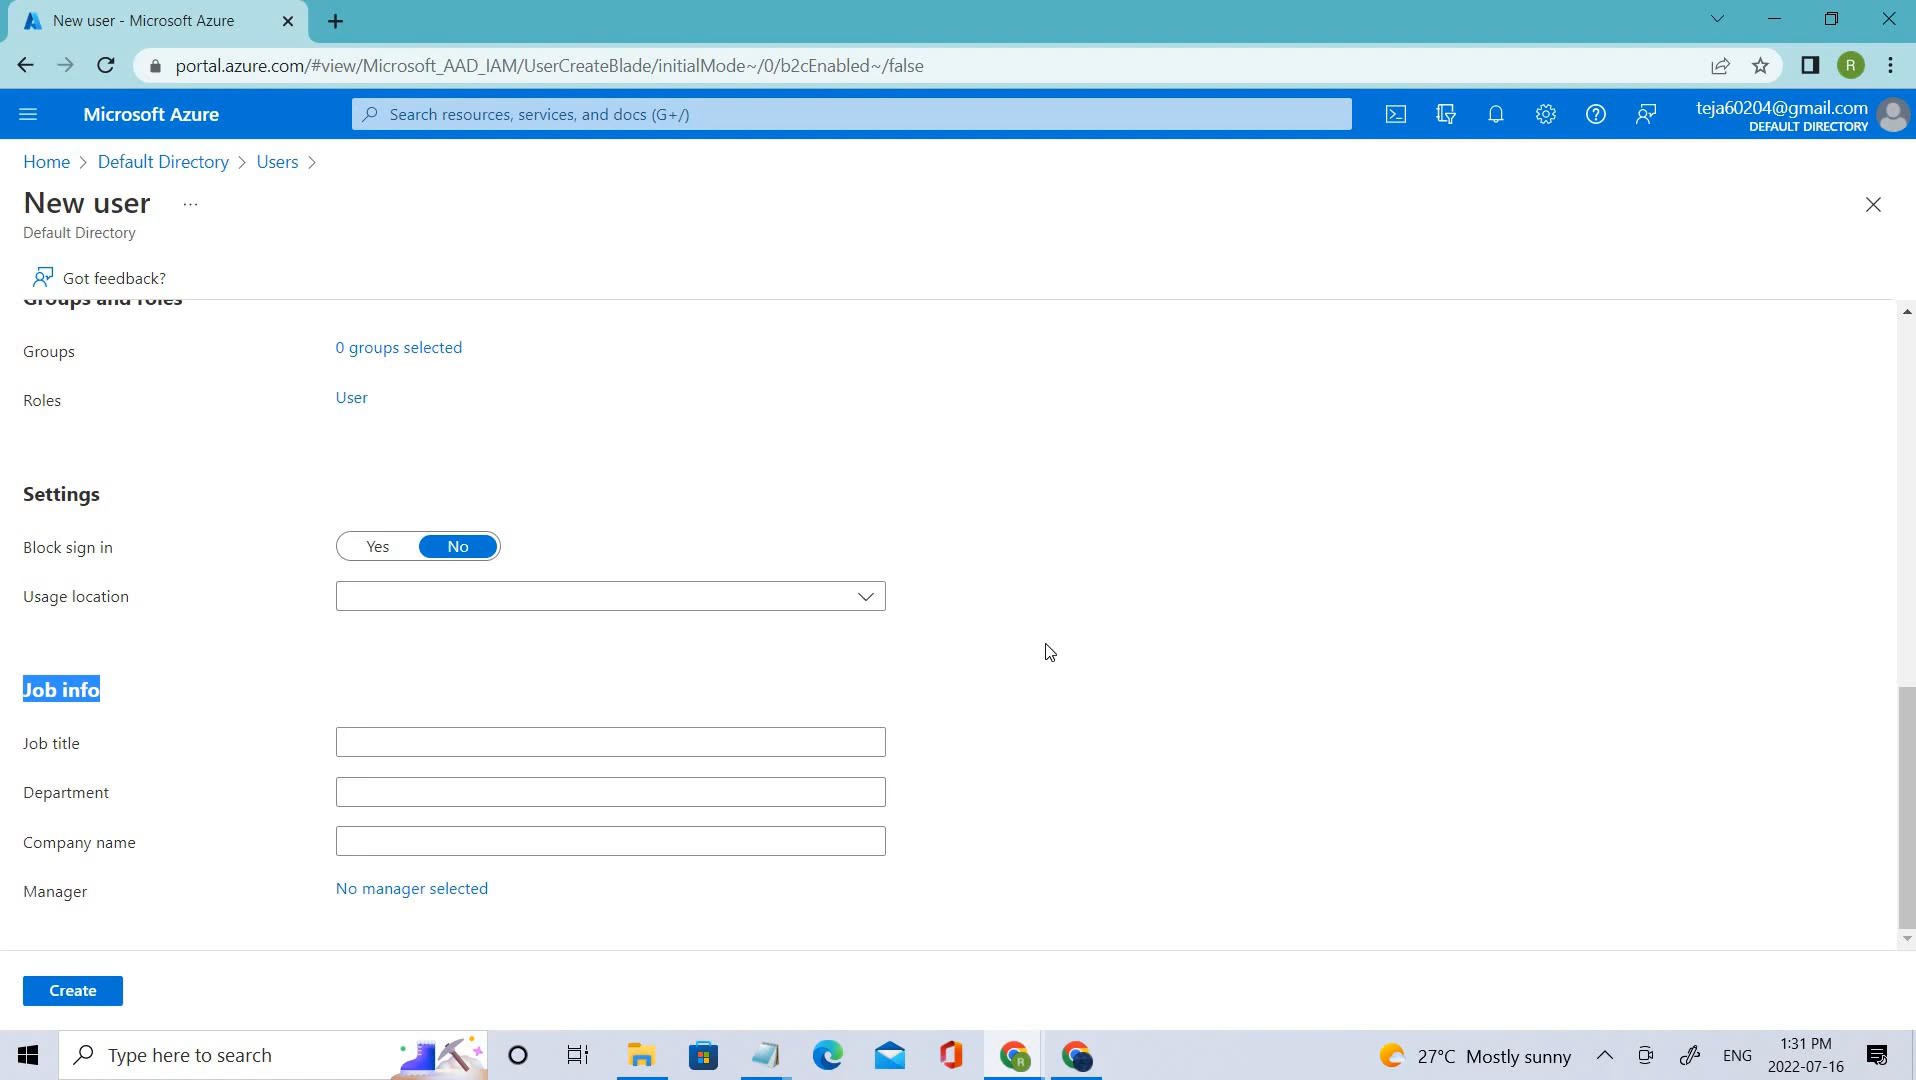 New user - Microsoft Azure
portal.azure.com/#view/Microsoft_AAD_IAM/UserCreateBlade/initialMode~/0/b2cEnabled~/false
R
Microsoft Azure
Search resources, services, and docs (G+/)
teja60204@gmail.com
DEFAULT DIRECTORY
Home > Default Directory > Users >
New user ...
Default Directory
Got feedback?
Groups and roles
Groups
0 groups selected
Roles
User
Settings
Block sign in
Yes No
Usage location
Job info
Job title
Department
Company name
Manager
No manager selected
Create
Type here to search
27°C Mostly sunny
ENG
1:31 PM
2022-07-16